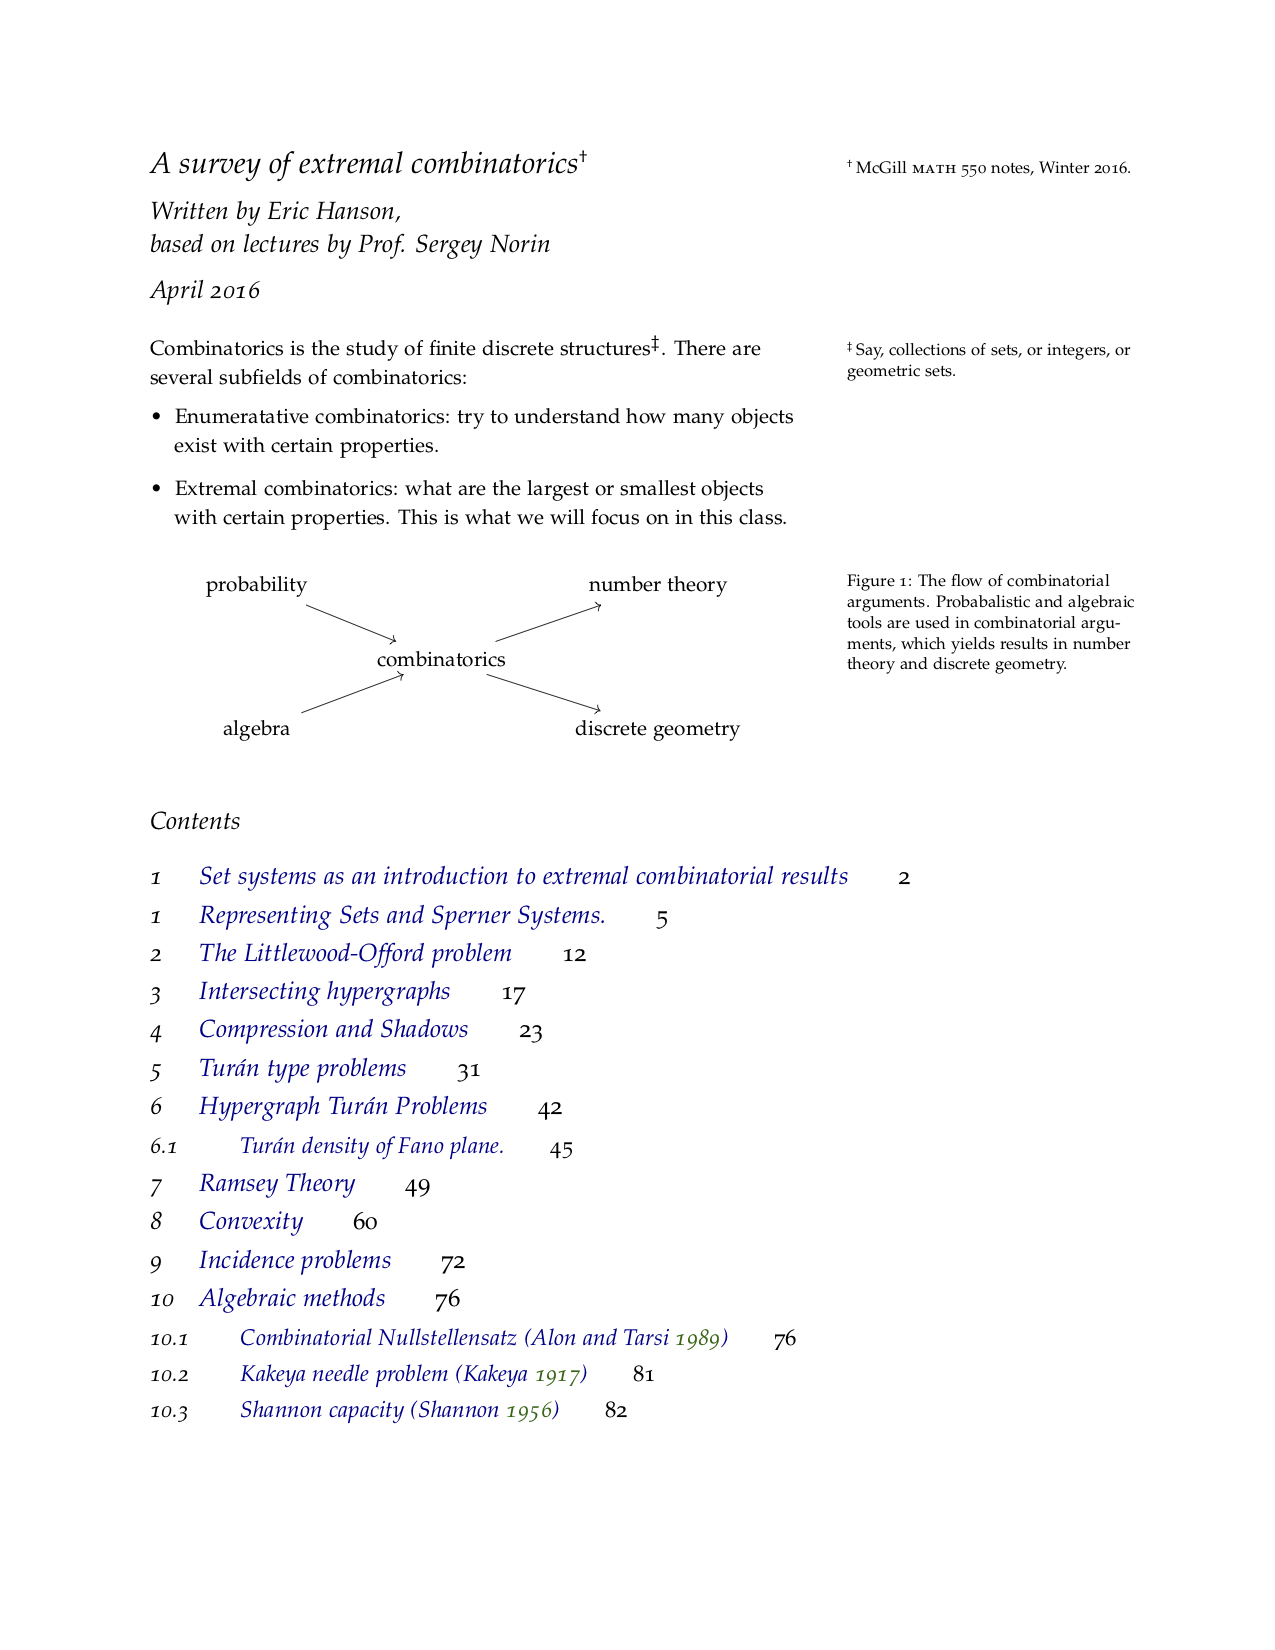 A survey of extremal combinatorics†
† McGill MATH 550 notes, Winter 2016.
Written by Eric Hanson,
based on lectures by Prof. Sergey Norin
April 2016
Combinatorics is the study of finite discrete structures‡. There are
several subfields of combinatorics:
‡ Say, collections of sets, or integers, or
geometric sets.
• Enumeratative combinatorics: try to understand how many objects
exist with certain properties.
• Extremal combinatorics: what are the largest or smallest objects
with certain properties. This is what we will focus on in this class.
probability
number theory
combinatorics
algebra
discrete geometry
Figure 1: The flow of combinatorial
arguments. Probabalistic and algebraic
tools are used in combinatorial argu-
ments, which yields results in number
theory and discrete geometry.
Contents
1 Set systems as an introduction to extremal combinatorial results 2
1 Representing Sets and Sperner Systems. 5
2 The Littlewood-Offord problem 12
3 Intersecting hypergraphs 17
4 Compression and Shadows 23
5 Turán type problems 31
6 Hypergraph Turán Problems 42
6.1 Turán density of Fano plane. 45
7 Ramsey Theory 49
8 Convexity 60
9 Incidence problems 72
10 Algebraic methods 76
10.1 Combinatorial Nullstellensatz (Alon and Tarsi 1989) 76
10.2 Kakeya needle problem (Kakeya 1917) 81
10.3 Shannon capacity (Shannon 1956) 82